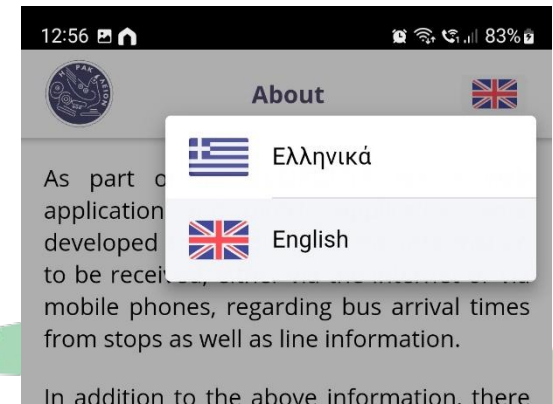 12:56 83%
About
Ελληνικά
English
As part o
application
developed
to be recei
mobile phones, regarding bus arrival times
from stops as well as line information.
In addition to the above information, there